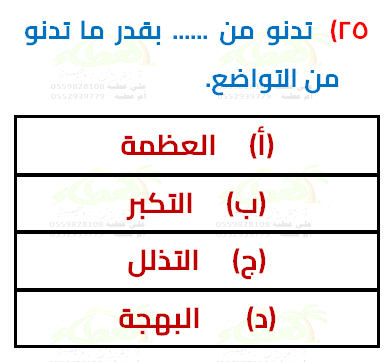 ٢٥) تدنو من ...... بقدر ما تدنو
من التواضع.
(أ) العظمة
(ب) التكبر
(ج) التذلل
(د) البهجة